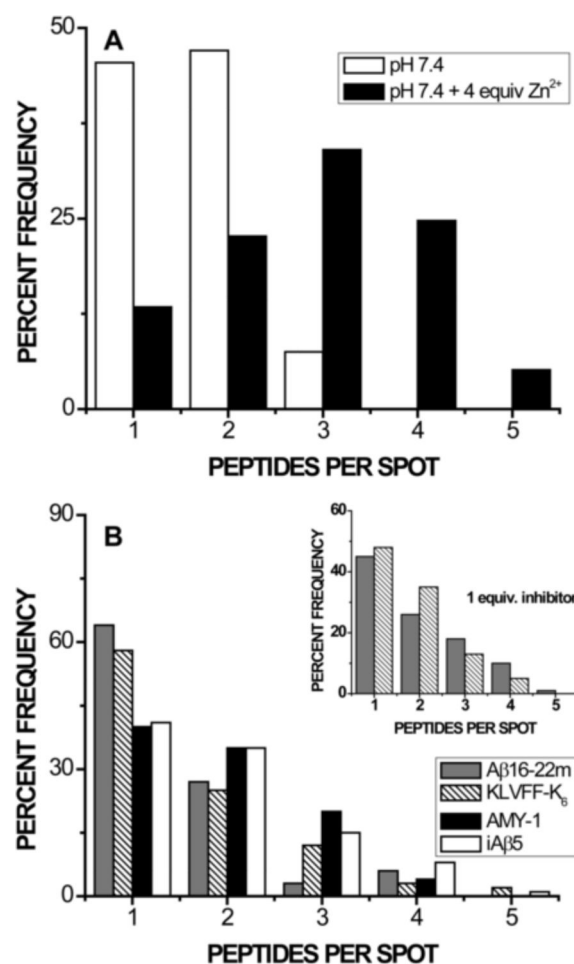 A
pH 7.4
pH 7.4 + 4 equiv Zn²⁺
PERCENT FREQUENCY
50
25
0
1 2 3 4 5
PEPTIDES PER SPOT
B
PERCENT FREQUENCY
90
60
30
0
1 2 3 4 5
PEPTIDES PER SPOT
PERCENT FREQUENCY
60
40
20
0
1 equiv. inhibitor
1 2 3 4 5
PEPTIDES PER SPOT
Aβ16-22m
KLVFF-K₆
AMY-1
iAβ5